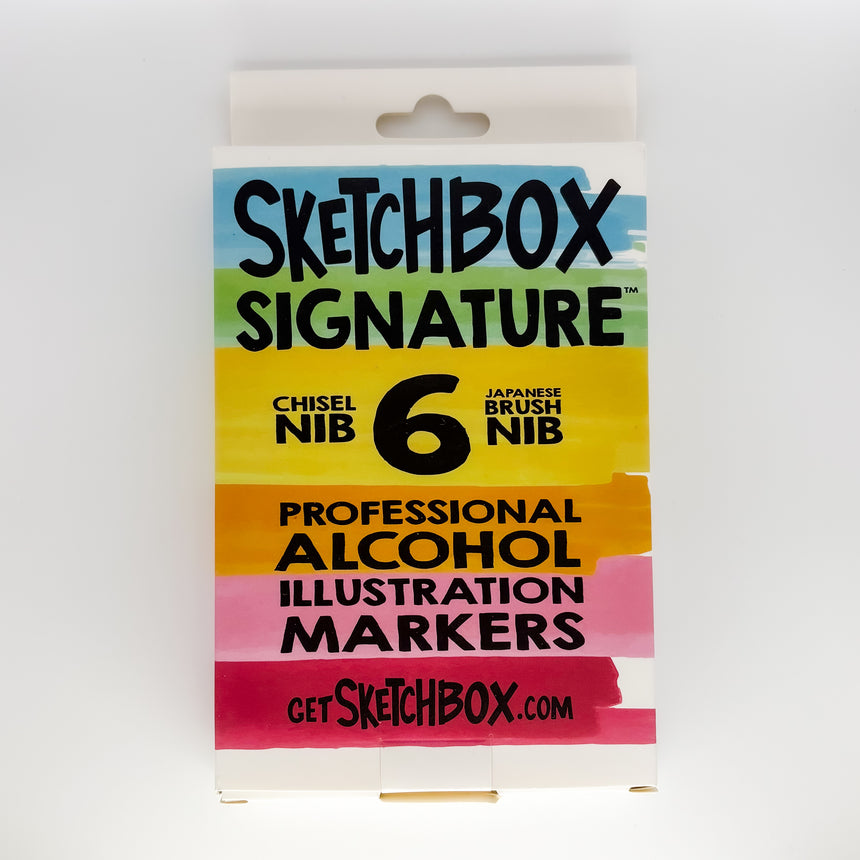 SKETCHBOX
SIGNATURE™
CHISEL
NIB
6
JAPANESE
BRUSH
NIB
PROFESSIONAL
ALCOHOL
ILLUSTRATION
MARKERS
GETSKETCHBOX.COM